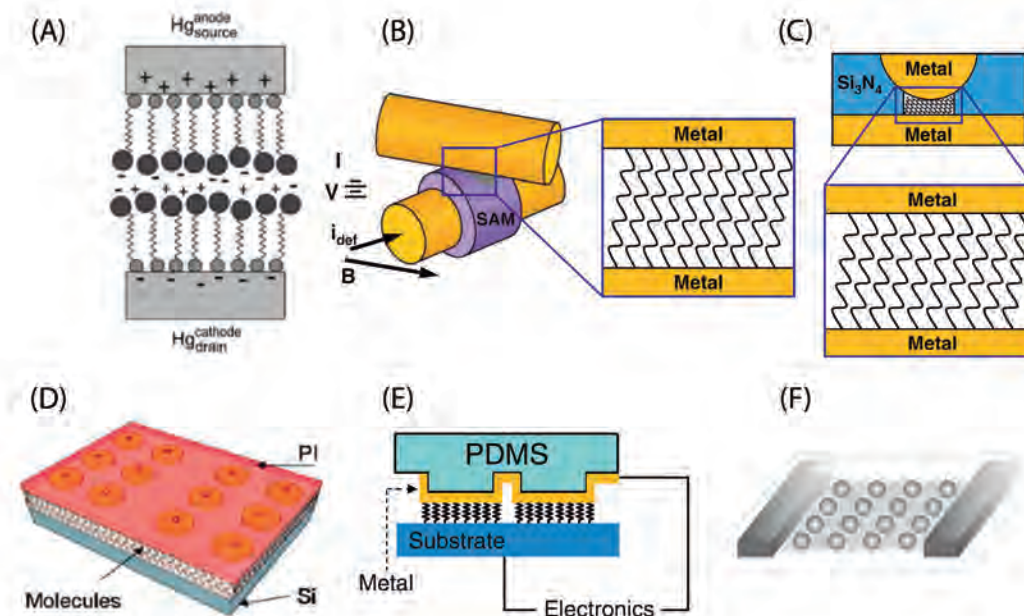 (A)
Hg anode source
+ + + + + + +
- - - - - - - -
+ + + + + + +
- - - - - -
Hg cathode drain
(B)
I
V
i def
B
SAM
Metal
Metal
(C)
Si₃N₄
Metal
Metal
Metal
Metal
(D)
PI
Molecules
Si
(E)
PDMS
Substrate
Metal
Electronics
(F)